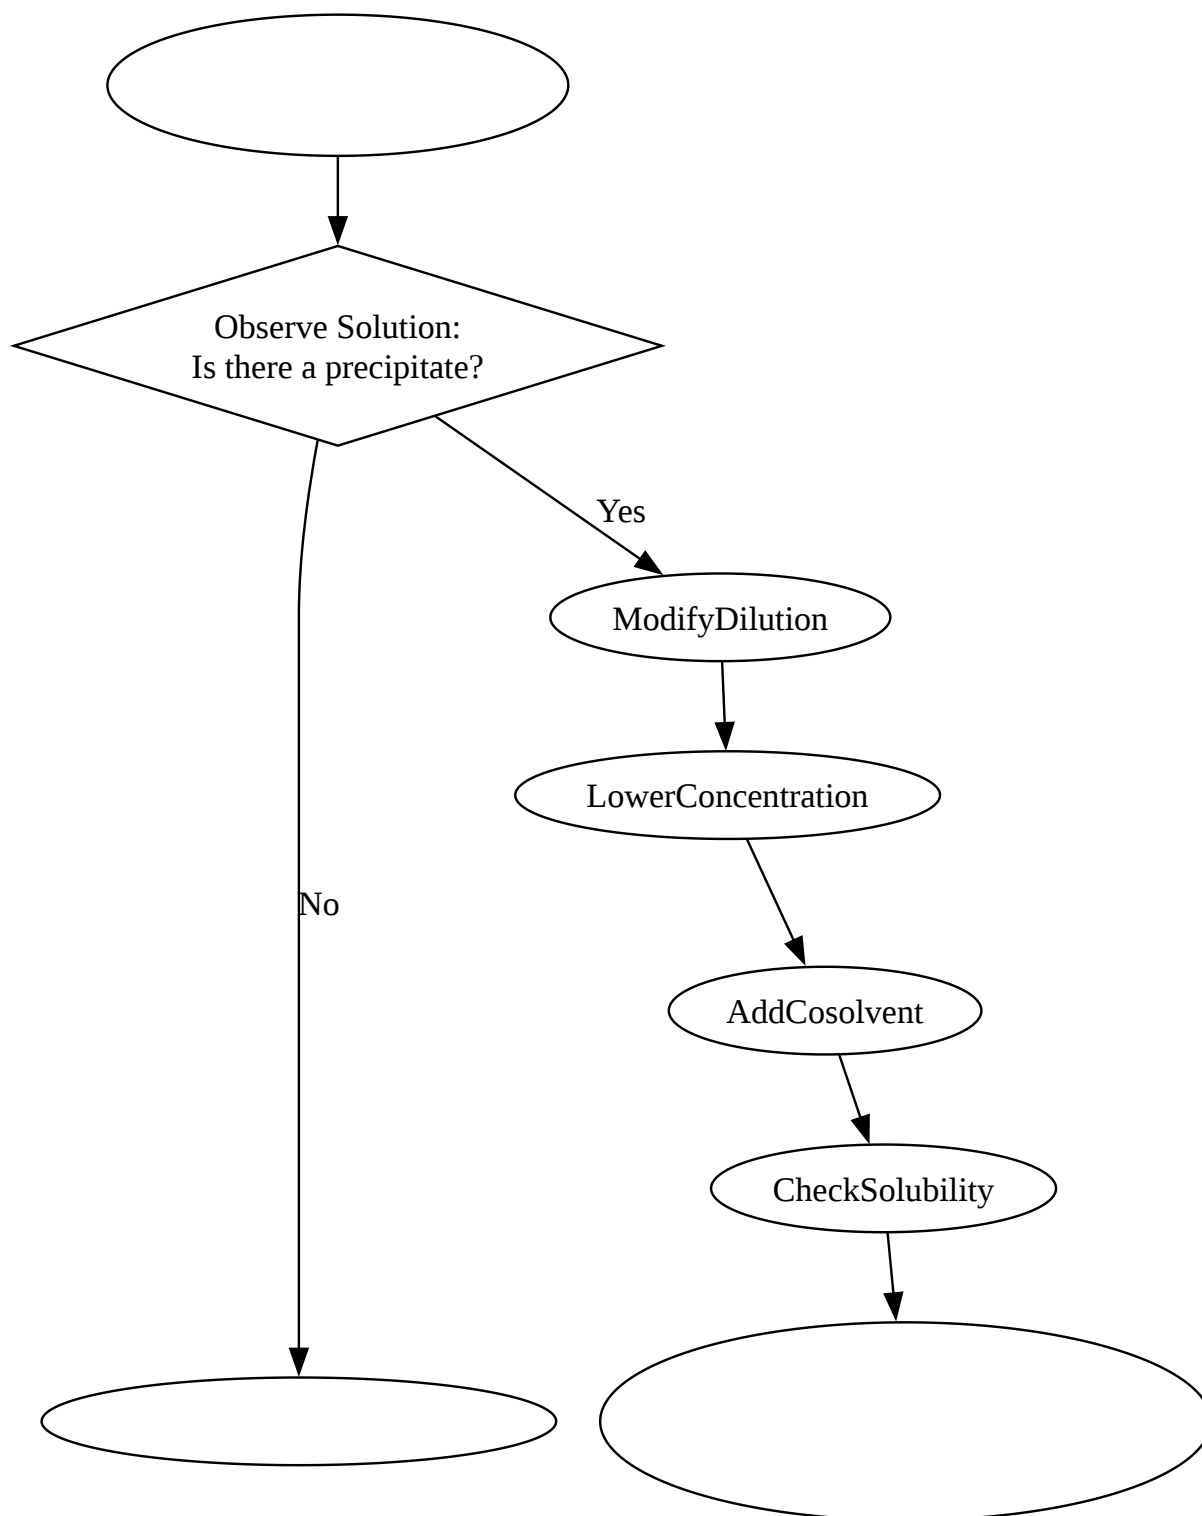 Observe Solution:
Is there a precipitate?
Yes
ModifyDilution
LowerConcentration
No
AddCosolvent
CheckSolubility